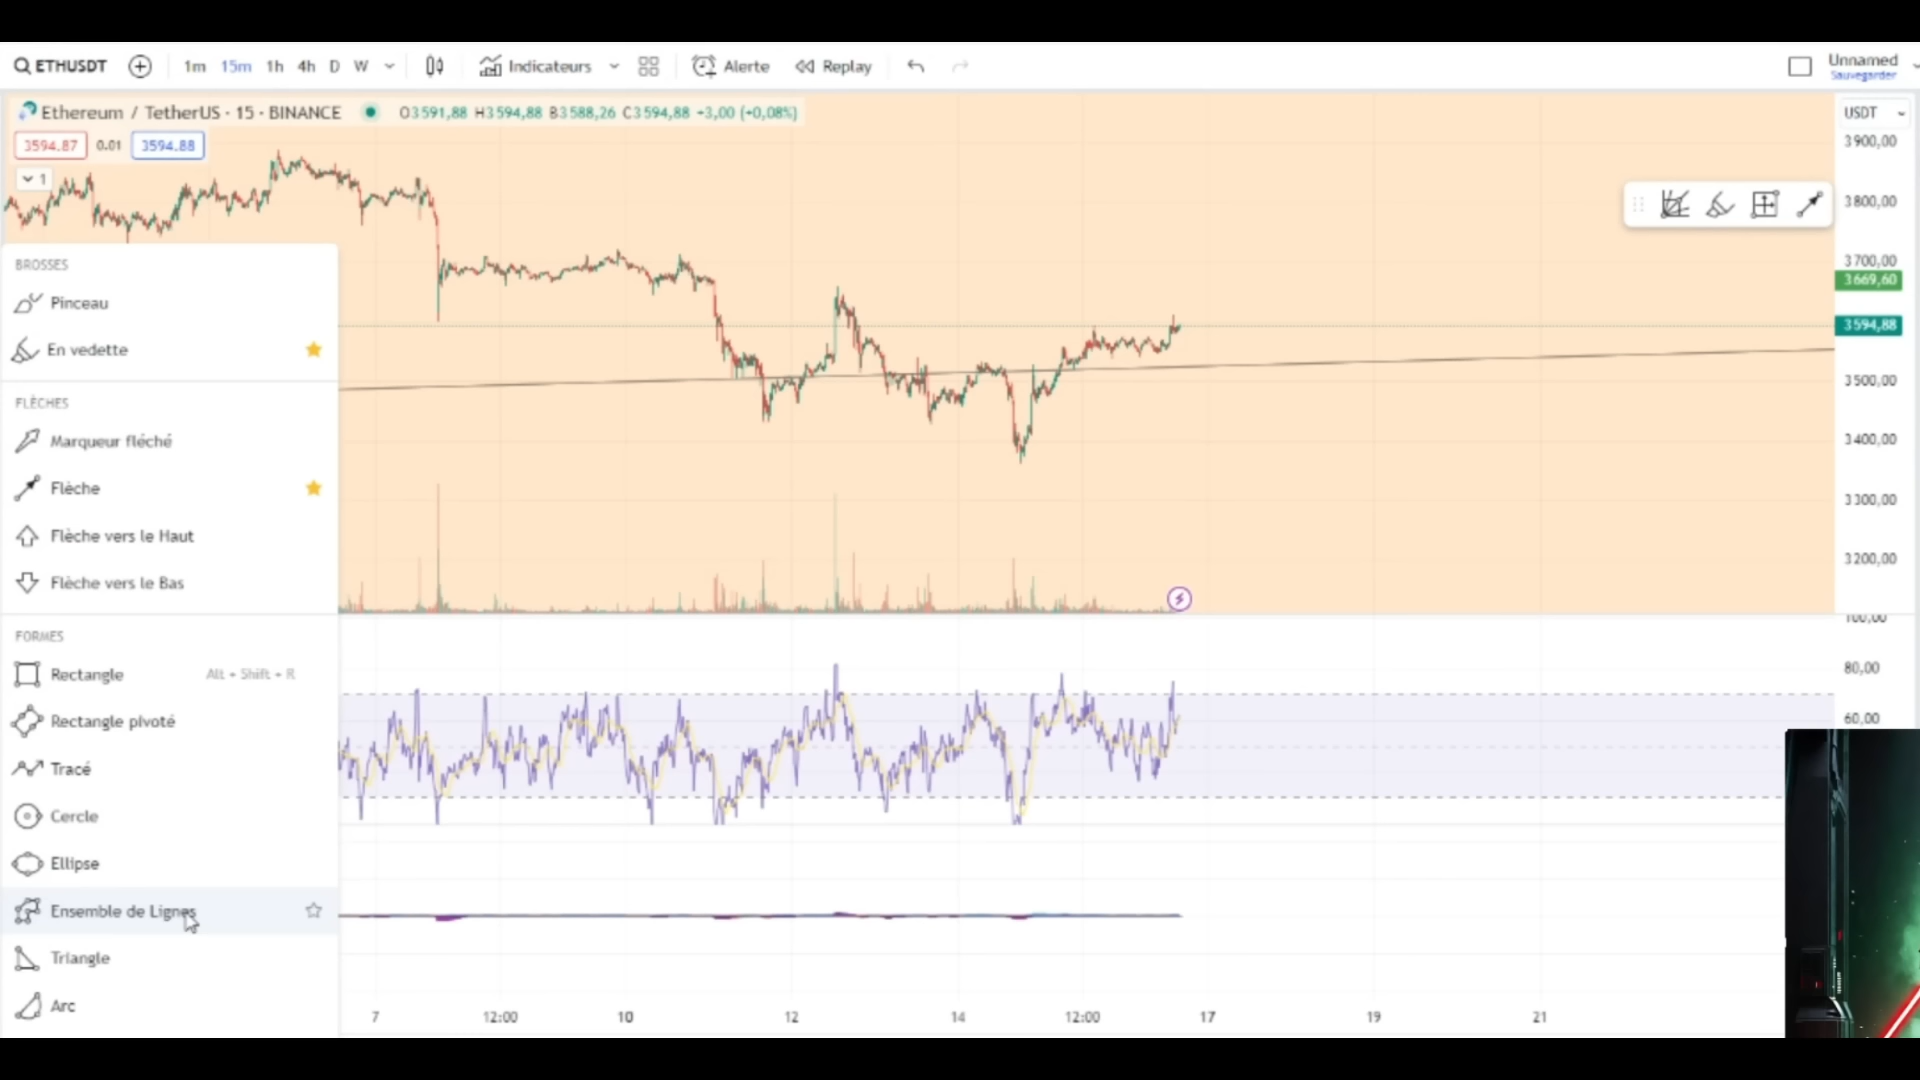 ETHUSDT 1m 15m 1h 4h D W Indicateurs Alerte Replay Unnamed
Sauvegarder
Ethereum / TetherUS · 15 · BINANCE O3591,88 H3594,88 B3588,26 C3594,88 +3,00 (+0,08%) USDT
3594.87 0.01 3594.88
1
3900,00
3800,00
3700,00
3669,60
3594,88
3500,00
3400,00
3300,00
3200,00
100,00
80,00
60,00
BROSSES
Pinceau
En vedette
FLÈCHES
Marqueur fléché
Flèche
Flèche vers le Haut
Flèche vers le Bas
FORMES
Rectangle Alt + Shift + R
Rectangle pivoté
Tracé
Cercle
Ellipse
Ensemble de Lignes
Triangle
Arc
7 12:00 10 12 14 12:00 17 19 21